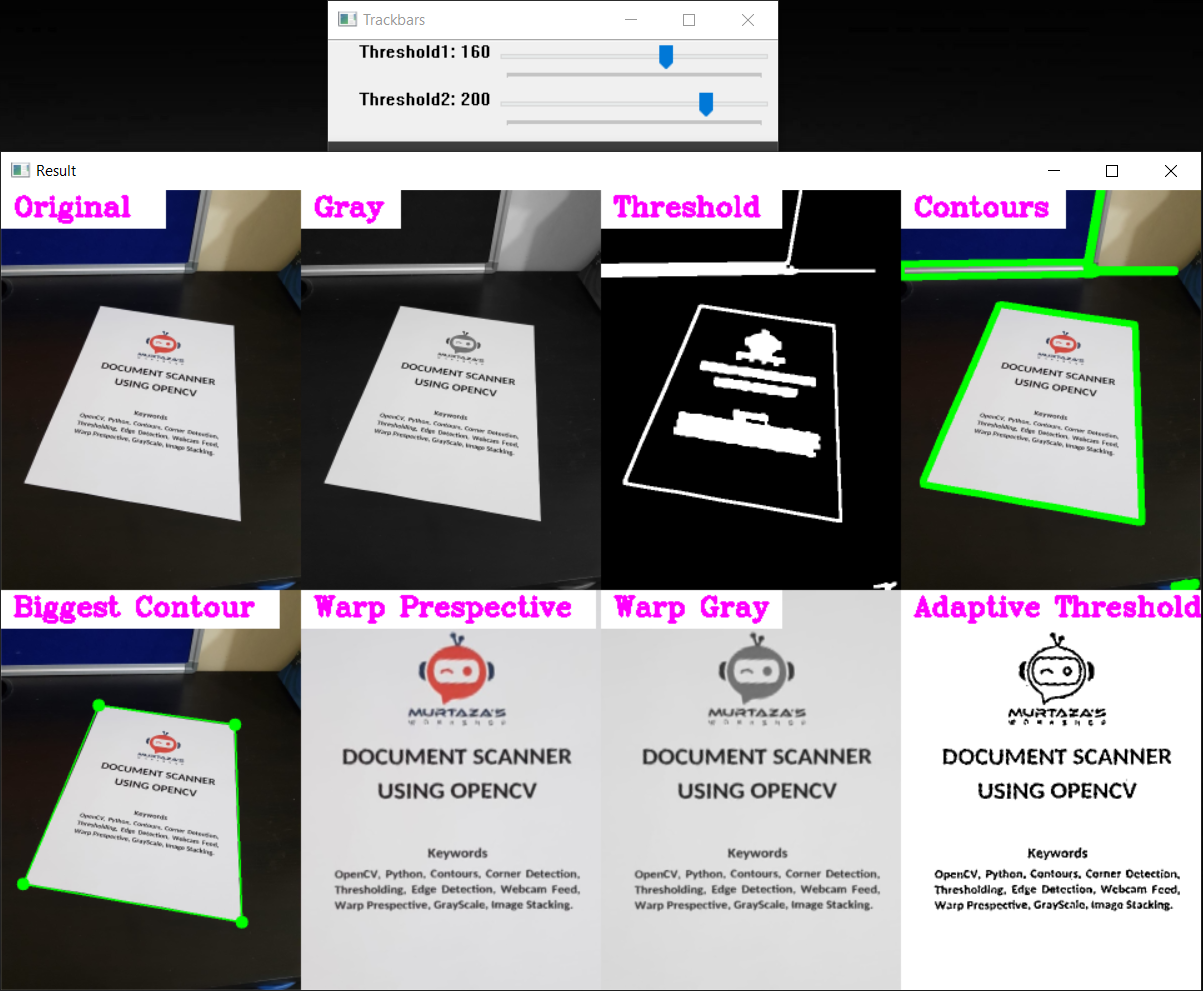 Trackbars
Threshold1: 160
Threshold2: 200
Result
Original
Gray
Threshold
Contours
MURTAZA'S
WORKSHOP
DOCUMENT SCANNER
USING OPENCV
Keywords
OpenCV, Python, Contours, Corner Detection,
Thresholding, Edge Detection, Webcam Feed,
Warp Prespective, GrayScale, Image Stacking.
MURTAZA'S
WORKSHOP
DOCUMENT SCANNER
USING OPENCV
Keywords
OpenCV, Python, Contours, Corner Detection,
Thresholding, Edge Detection, Webcam Feed,
Warp Prespective, GrayScale, Image Stacking.
MURTAZA'S
WORKSHOP
DOCUMENT SCANNER
USING OPENCV
Keywords
OpenCV, Python, Contours, Corner Detection,
Thresholding, Edge Detection, Webcam Feed,
Warp Prespective, GrayScale, Image Stacking.
Biggest Contour
Warp Prespective
Warp Gray
Adaptive Threshold
MURTAZA'S
WORKSHOP
DOCUMENT SCANNER
USING OPENCV
Keywords
OpenCV, Python, Contours, Corner Detection,
Thresholding, Edge Detection, Webcam Feed,
Warp Prespective, GrayScale, Image Stacking.
MURTAZA'S
WORKSHOP
DOCUMENT SCANNER
USING OPENCV
Keywords
OpenCV, Python, Contours, Corner Detection,
Thresholding, Edge Detection, Webcam Feed,
Warp Prespective, GrayScale, Image Stacking.
MURTAZA'S
WORKSHOP
DOCUMENT SCANNER
USING OPENCV
Keywords
OpenCV, Python, Contours, Corner Detection,
Thresholding, Edge Detection, Webcam Feed,
Warp Prespective, GrayScale, Image Stacking.
MURTAZA'S
WORKSHOP
DOCUMENT SCANNER
USING OPENCV
Keywords
OpenCV, Python, Contours, Corner Detection,
Thresholding, Edge Detection, Webcam Feed,
Warp Prespective, GrayScale, Image Stacking.